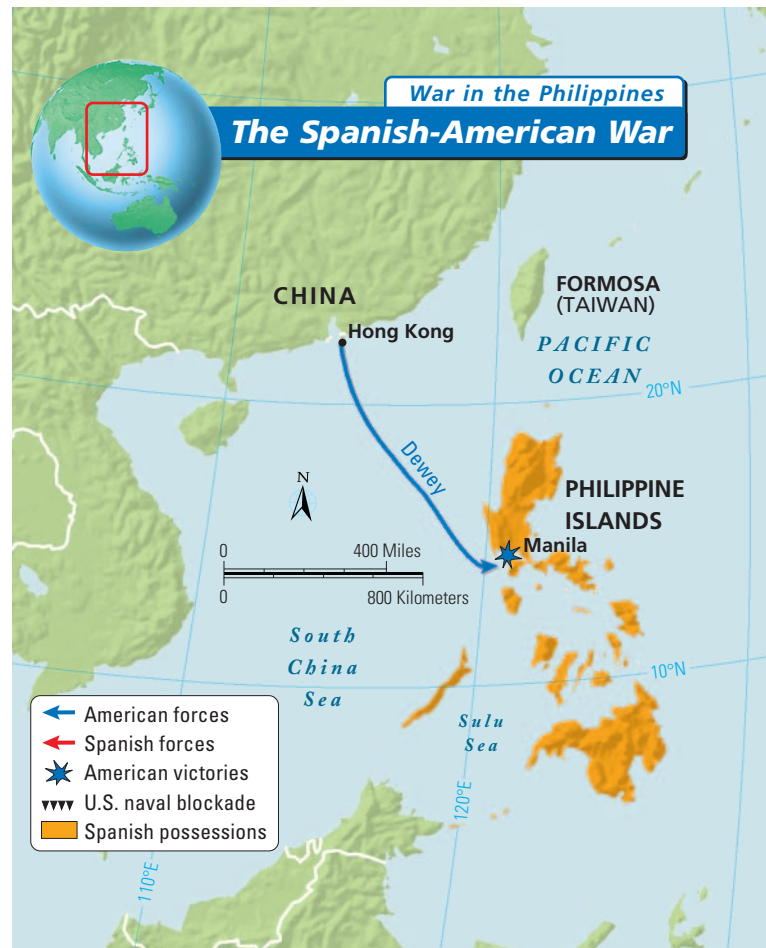 War in the Philippines
The Spanish-American War
CHINA
Hong Kong
FORMOSA
(TAIWAN)
PACIFIC
OCEAN
20°N
Dewey
N
PHILIPPINE
ISLANDS
Manila
0 400 Miles
0 800 Kilometers
South
China
Sea
10°N
Sulu
Sea
American forces
Spanish forces
American victories
U.S. naval blockade
Spanish possessions
110°E
120°E